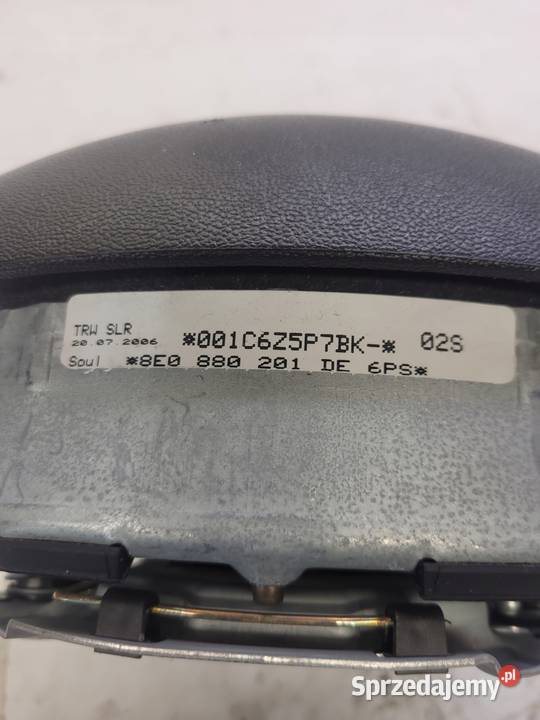 TRW SLR
20.07.2006 *001C6Z5P7BK-* 02S
Soul *8E0 880 201 DE 6PS*
Sprzedajemy.pl